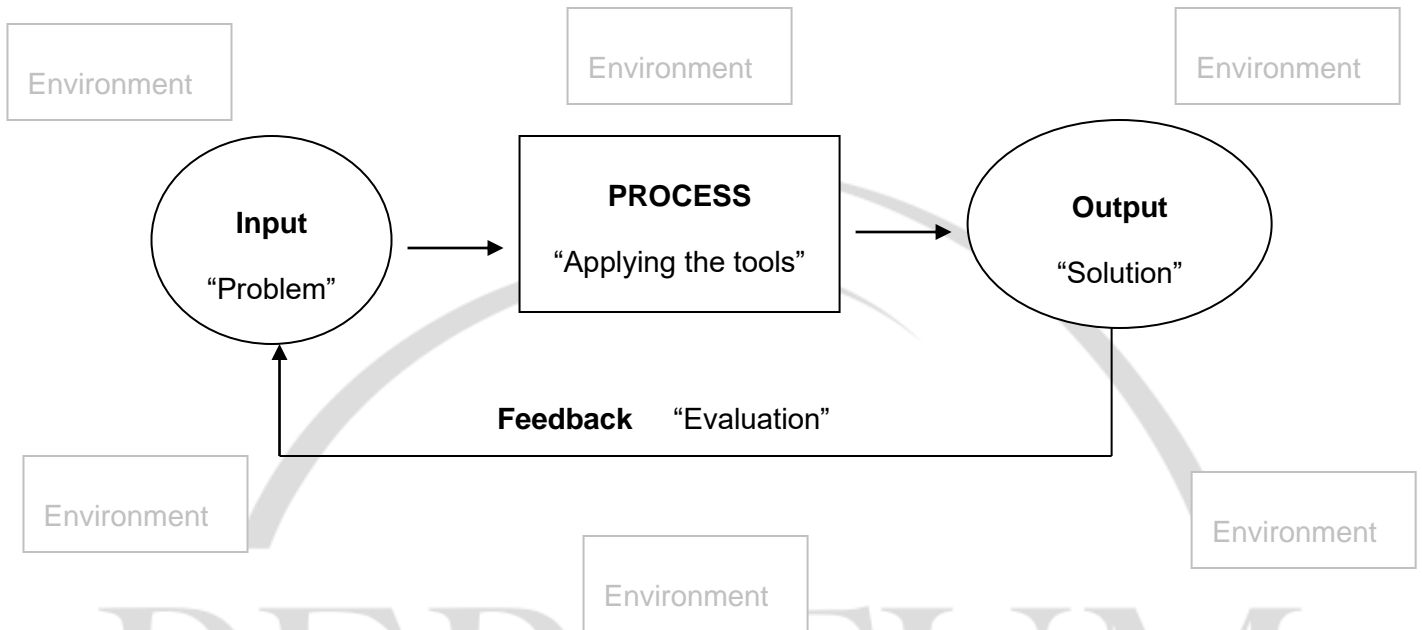 Environment
Environment
Environment
Input
“Problem”
PROCESS
“Applying the tools”
Output
“Solution”
Feedback “Evaluation”
Environment
Environment
Environment